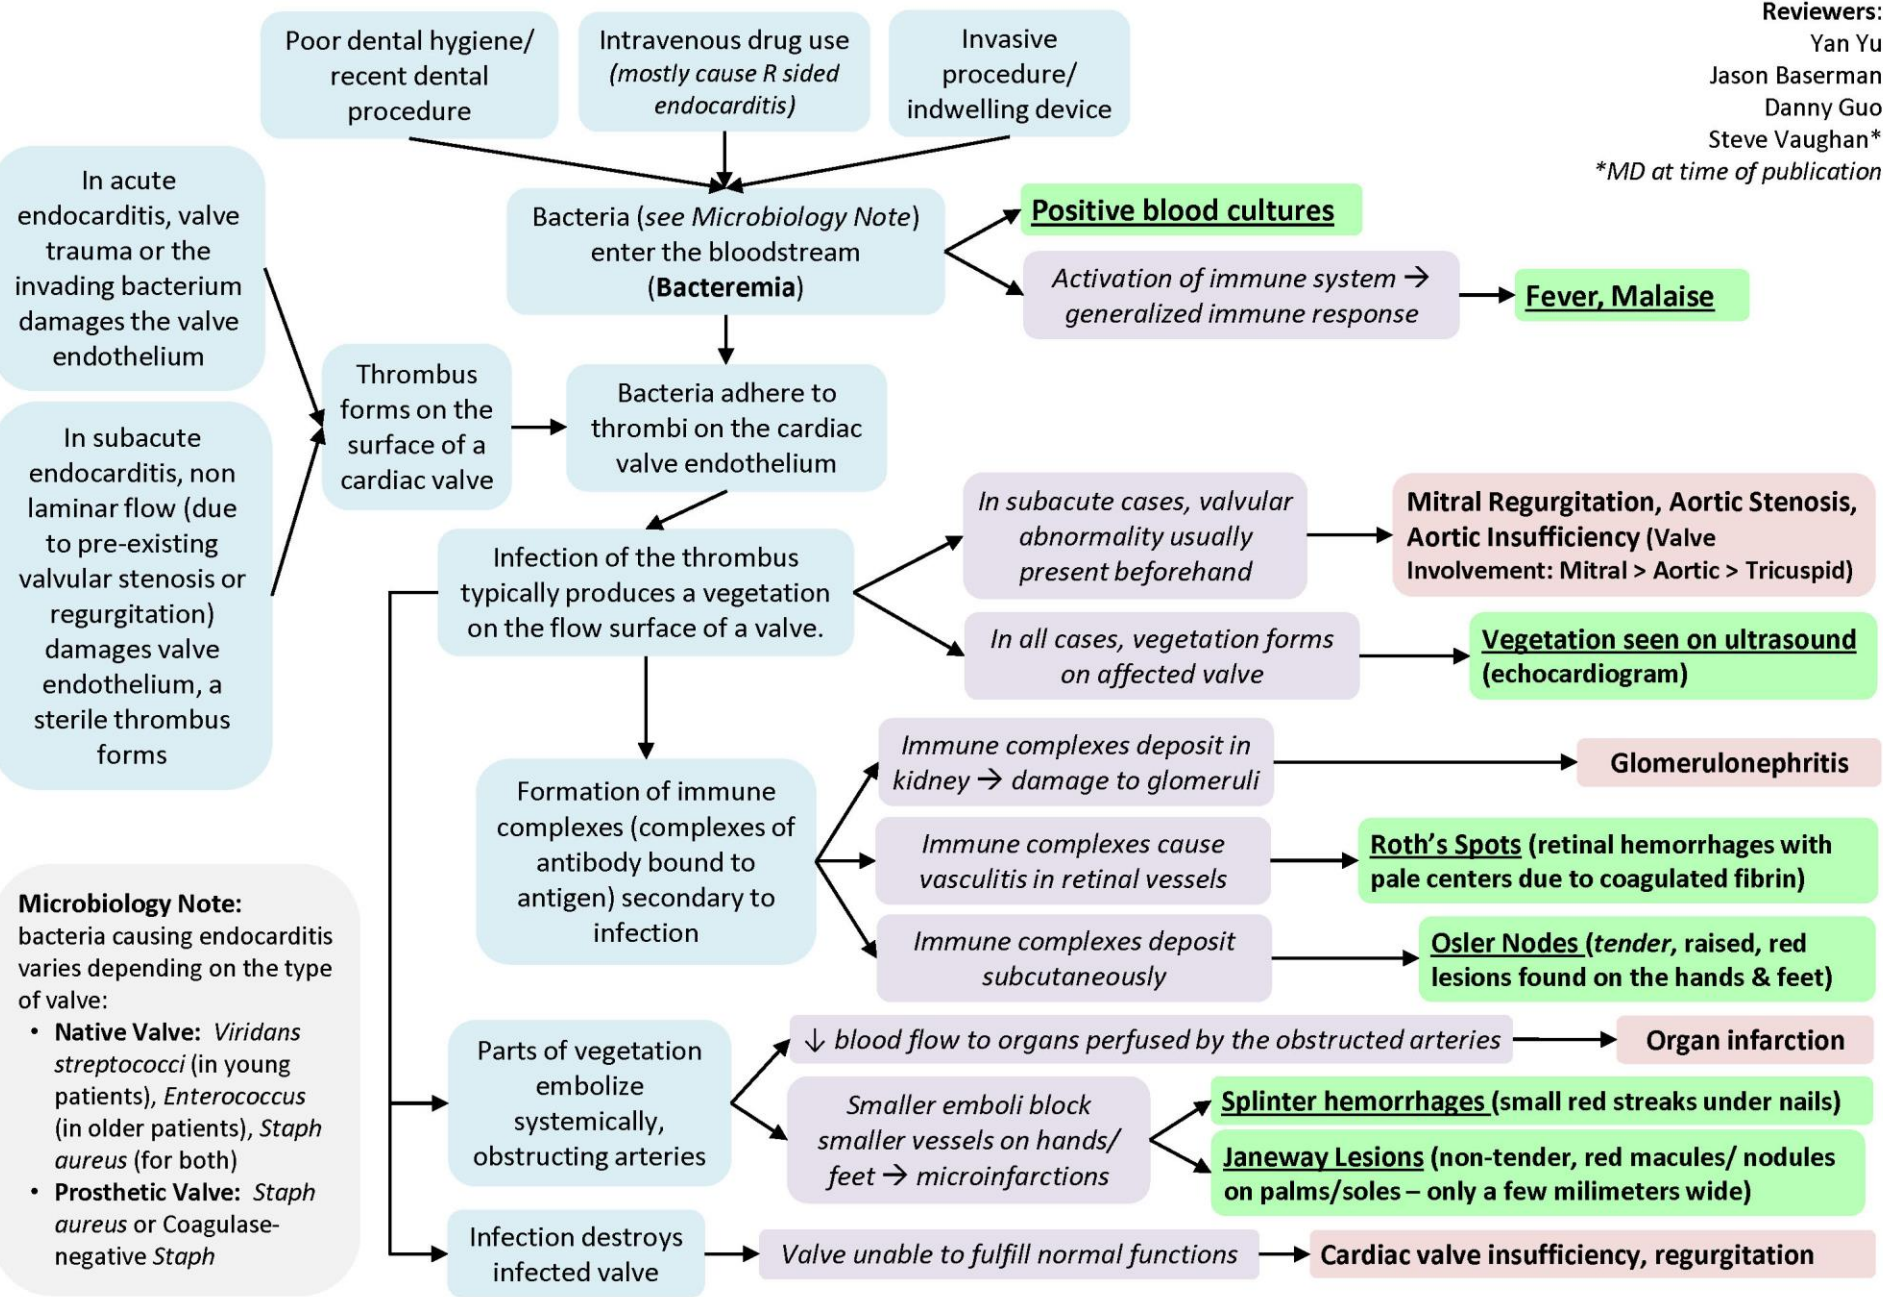 Reviewers:
Yan Yu
Jason Baserman
Danny Guo
Steve Vaughan*
*MD at time of publication
Poor dental hygiene/
recent dental
procedure
Intravenous drug use
(mostly cause R sided
endocarditis)
Invasive
procedure/
indwelling device
In acute
endocarditis, valve
trauma or the
invading bacterium
damages the valve
endothelium
Bacteria (see Microbiology Note)
enter the bloodstream
(Bacteremia)
Positive blood cultures
Activation of immune system →
generalized immune response
Fever, Malaise
Thrombus
forms on the
surface of a
cardiac valve
Bacteria adhere to
thrombi on the cardiac
valve endothelium
In subacute
endocarditis, non
laminar flow (due
to pre-existing
valvular stenosis or
regurgitation)
damages valve
endothelium, a
sterile thrombus
forms
Infection of the thrombus
typically produces a vegetation
on the flow surface of a valve.
In subacute cases, valvular
abnormality usually
present beforehand
Mitral Regurgitation, Aortic Stenosis,
Aortic Insufficiency (Valve
Involvement: Mitral > Aortic > Tricuspid)
In all cases, vegetation forms
on affected valve
Vegetation seen on ultrasound
(echocardiogram)
Formation of immune
complexes (complexes of
antibody bound to
antigen) secondary to
infection
Immune complexes deposit in
kidney → damage to glomeruli
Glomerulonephritis
Immune complexes cause
vasculitis in retinal vessels
Roth's Spots (retinal hemorrhages with
pale centers due to coagulated fibrin)
Immune complexes deposit
subcutaneously
Osler Nodes (tender, raised, red
lesions found on the hands & feet)
Microbiology Note:
bacteria causing endocarditis
varies depending on the type
of valve:
• Native Valve: Viridans
streptococci (in young
patients), Enterococcus
(in older patients), Staph
aureus (for both)
• Prosthetic Valve: Staph
aureus or Coagulase-
negative Staph
Parts of vegetation
embolize
systemically,
obstructing arteries
↓ blood flow to organs perfused by the obstructed arteries
Organ infarction
Smaller emboli block
smaller vessels on hands/
feet → microinfarctions
Splinter hemorrhages (small red streaks under nails)
Janeway Lesions (non-tender, red macules/ nodules
on palms/soles – only a few milimeters wide)
Infection destroys
infected valve
Valve unable to fulfill normal functions
Cardiac valve insufficiency, regurgitation